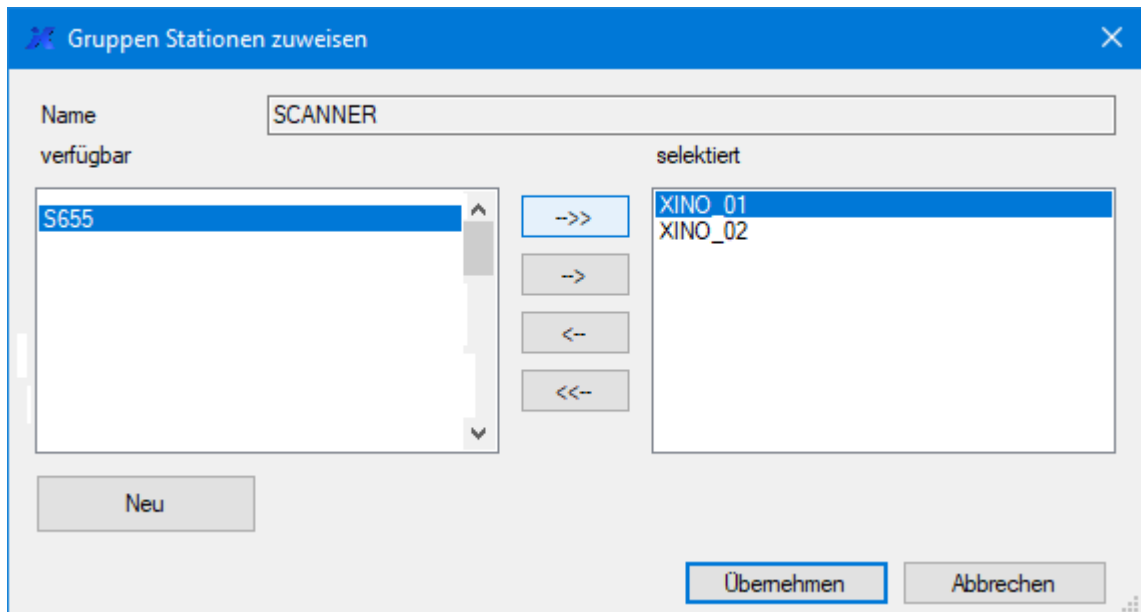 Gruppen Stationen zuweisen
Name
SCANNER
verfügbar
selektiert
S655
-->>
-->
<--
<<--
XINO_01
XINO_02
Neu
Übernehmen
Abbrechen